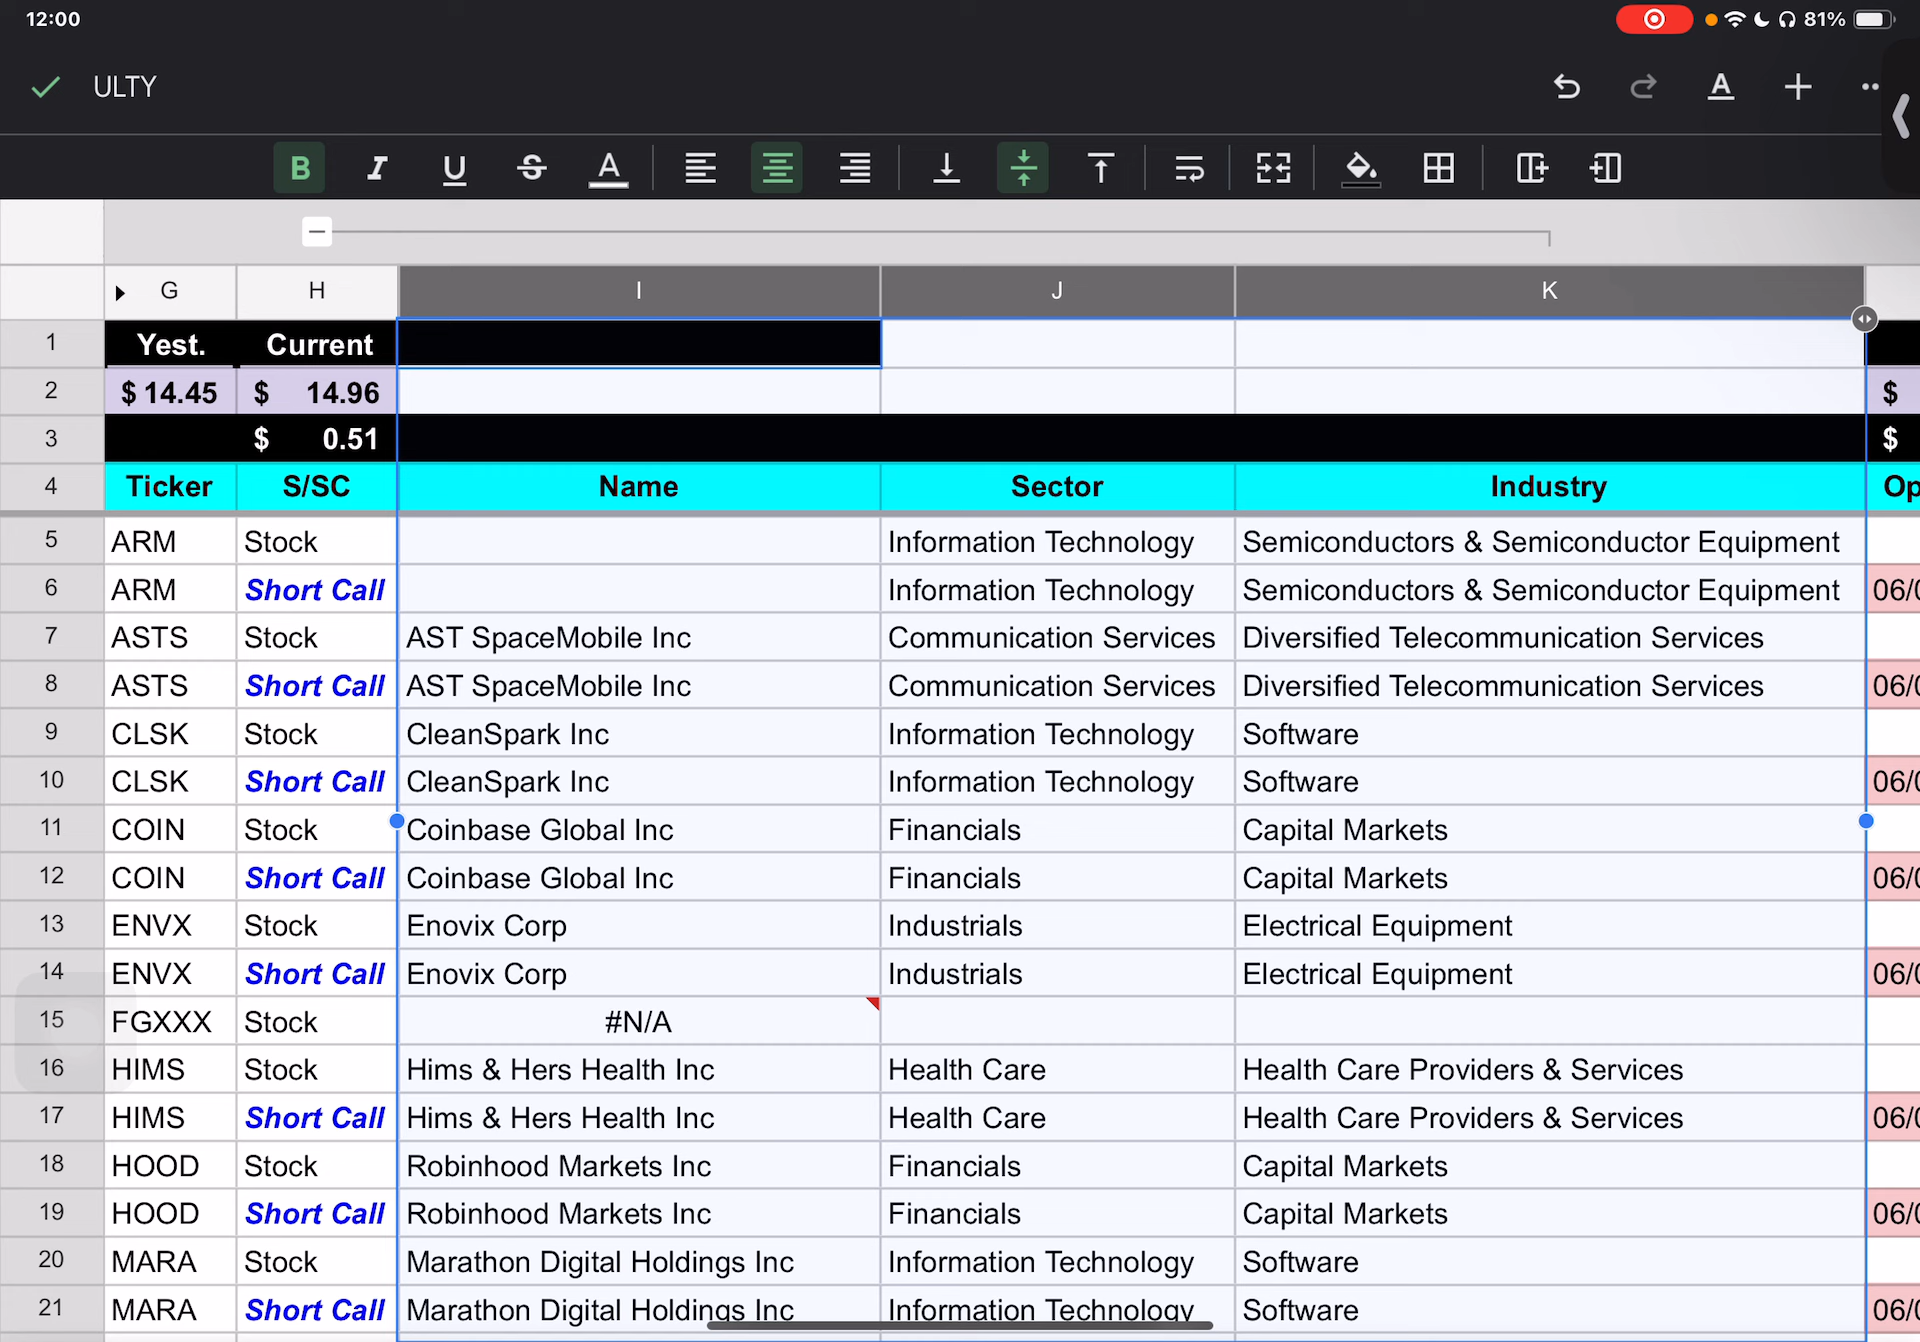 12:00 81%
ULTY
B I U S A
G H I J K
1 Yest. Current
2 $ 14.45 $ 14.96 $
3 $ 0.51 $
4 Ticker S/SC Name Sector Industry Op
5 ARM Stock Information Technology Semiconductors & Semiconductor Equipment
6 ARM Short Call Information Technology Semiconductors & Semiconductor Equipment 06/0
7 ASTS Stock AST SpaceMobile Inc Communication Services Diversified Telecommunication Services
8 ASTS Short Call AST SpaceMobile Inc Communication Services Diversified Telecommunication Services 06/0
9 CLSK Stock CleanSpark Inc Information Technology Software
10 CLSK Short Call CleanSpark Inc Information Technology Software 06/0
11 COIN Stock Coinbase Global Inc Financials Capital Markets
12 COIN Short Call Coinbase Global Inc Financials Capital Markets 06/0
13 ENVX Stock Enovix Corp Industrials Electrical Equipment
14 ENVX Short Call Enovix Corp Industrials Electrical Equipment 06/0
15 FGXXX Stock #N/A
16 HIMS Stock Hims & Hers Health Inc Health Care Health Care Providers & Services
17 HIMS Short Call Hims & Hers Health Inc Health Care Health Care Providers & Services 06/0
18 HOOD Stock Robinhood Markets Inc Financials Capital Markets
19 HOOD Short Call Robinhood Markets Inc Financials Capital Markets 06/0
20 MARA Stock Marathon Digital Holdings Inc Information Technology Software
21 MARA Short Call Marathon Digital Holdings Inc Information Technology Software 06/0